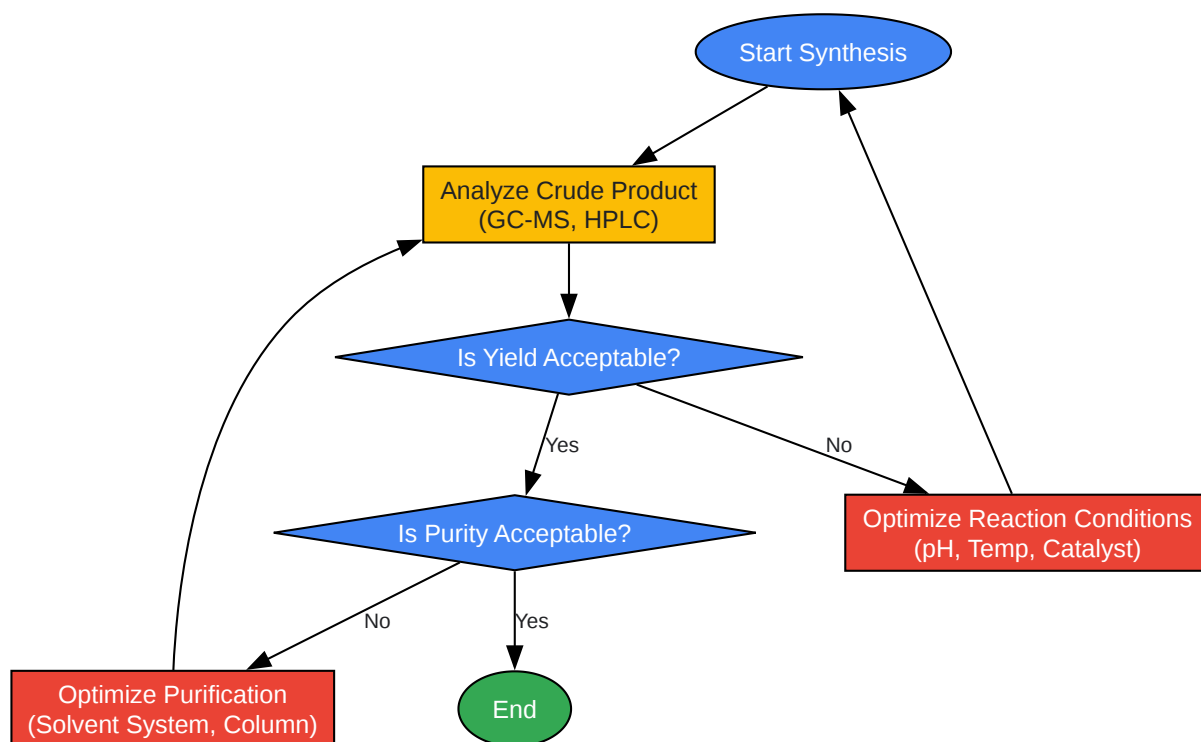 Start Synthesis
Analyze Crude Product
(GC-MS, HPLC)
Is Yield Acceptable?
Yes
No
Optimize Reaction Conditions
(pH, Temp, Catalyst)
Is Purity Acceptable?
No
Yes
Optimize Purification
(Solvent System, Column)
End